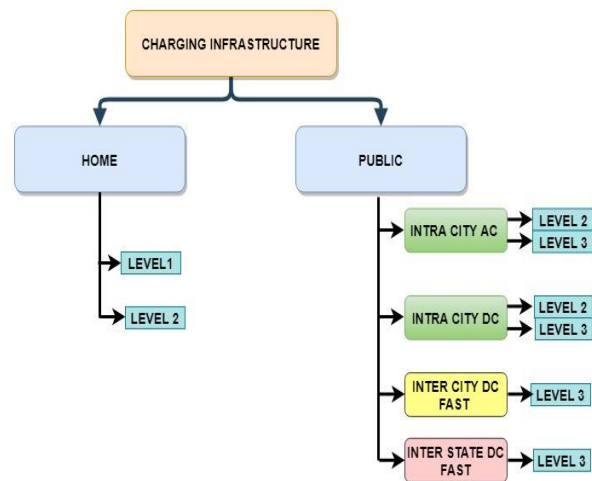 CHARGING INFRASTRUCTURE
HOME
PUBLIC
LEVEL1
LEVEL 2
INTRA CITY AC
LEVEL 2
LEVEL 3
INTRA CITY DC
LEVEL 2
LEVEL 3
INTER CITY DC
FAST
LEVEL 3
INTER STATE DC
FAST
LEVEL 3